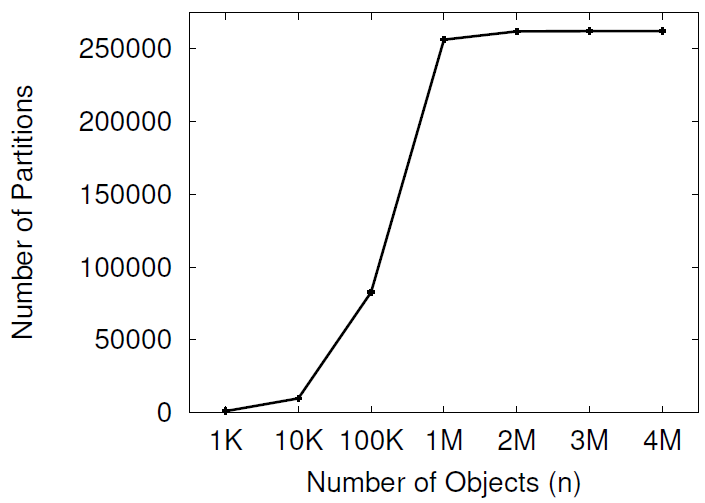 Number of Partitions
250000
200000
150000
100000
50000
0
1K 10K 100K 1M 2M 3M 4M
Number of Objects (n)